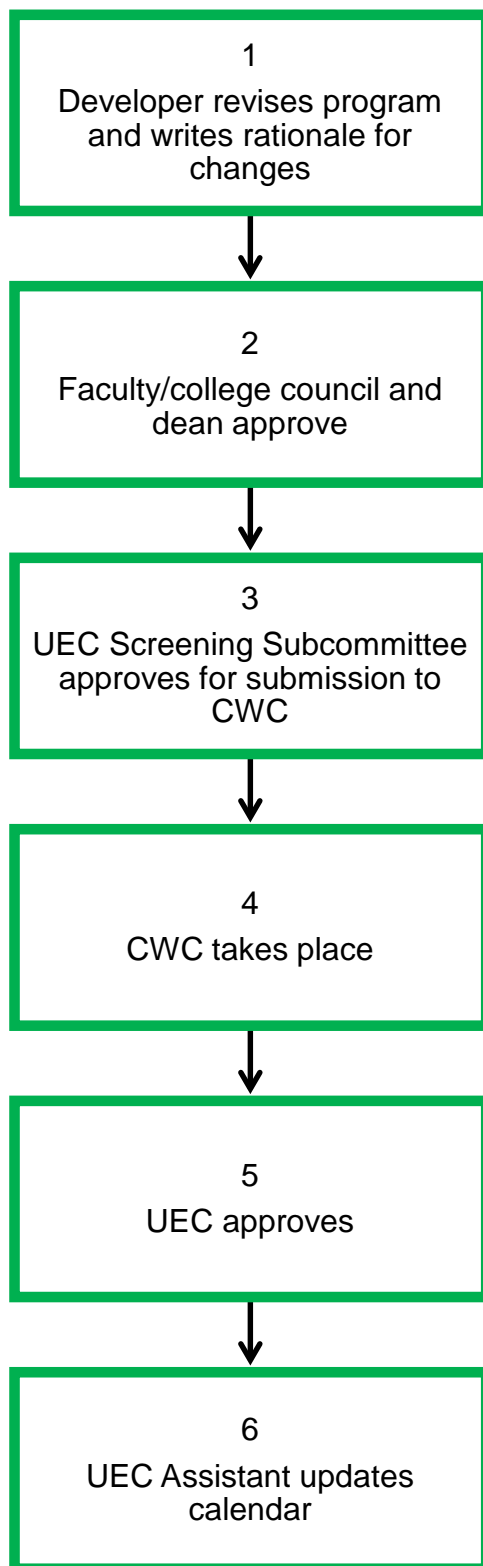 1
Developer revises program
and writes rationale for
changes
2
Faculty/college council and
dean approve
3
UEC Screening Subcommittee
approves for submission to
CWC
4
CWC takes place
5
UEC approves
6
UEC Assistant updates
calendar